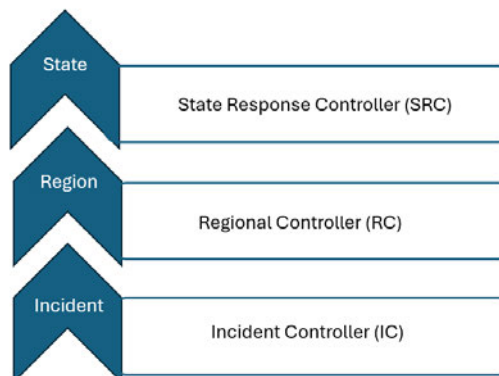 State
State Response Controller (SRC)
Region
Regional Controller (RC)
Incident
Incident Controller (IC)